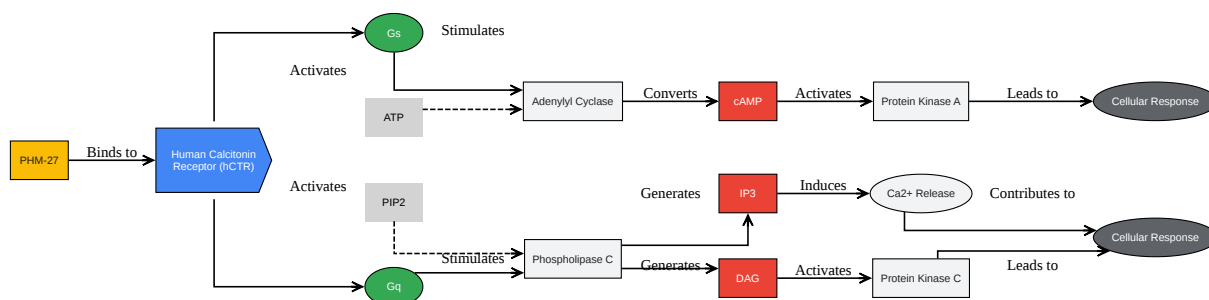 Gs
Stimulates
Activates
Adenylyl Cyclase
Converts
cAMP
Activates
Protein Kinase A
Leads to
Cellular Response
ATP
PHM-27
Binds to
Human Calcitonin
Receptor (hCTR)
Activates
PIP2
Generates
IP3
Induces
Ca2+ Release
Contributes to
Cellular Response
Stimulates
Phospholipase C
Generates
DAG
Activates
Protein Kinase C
Leads to
Gq